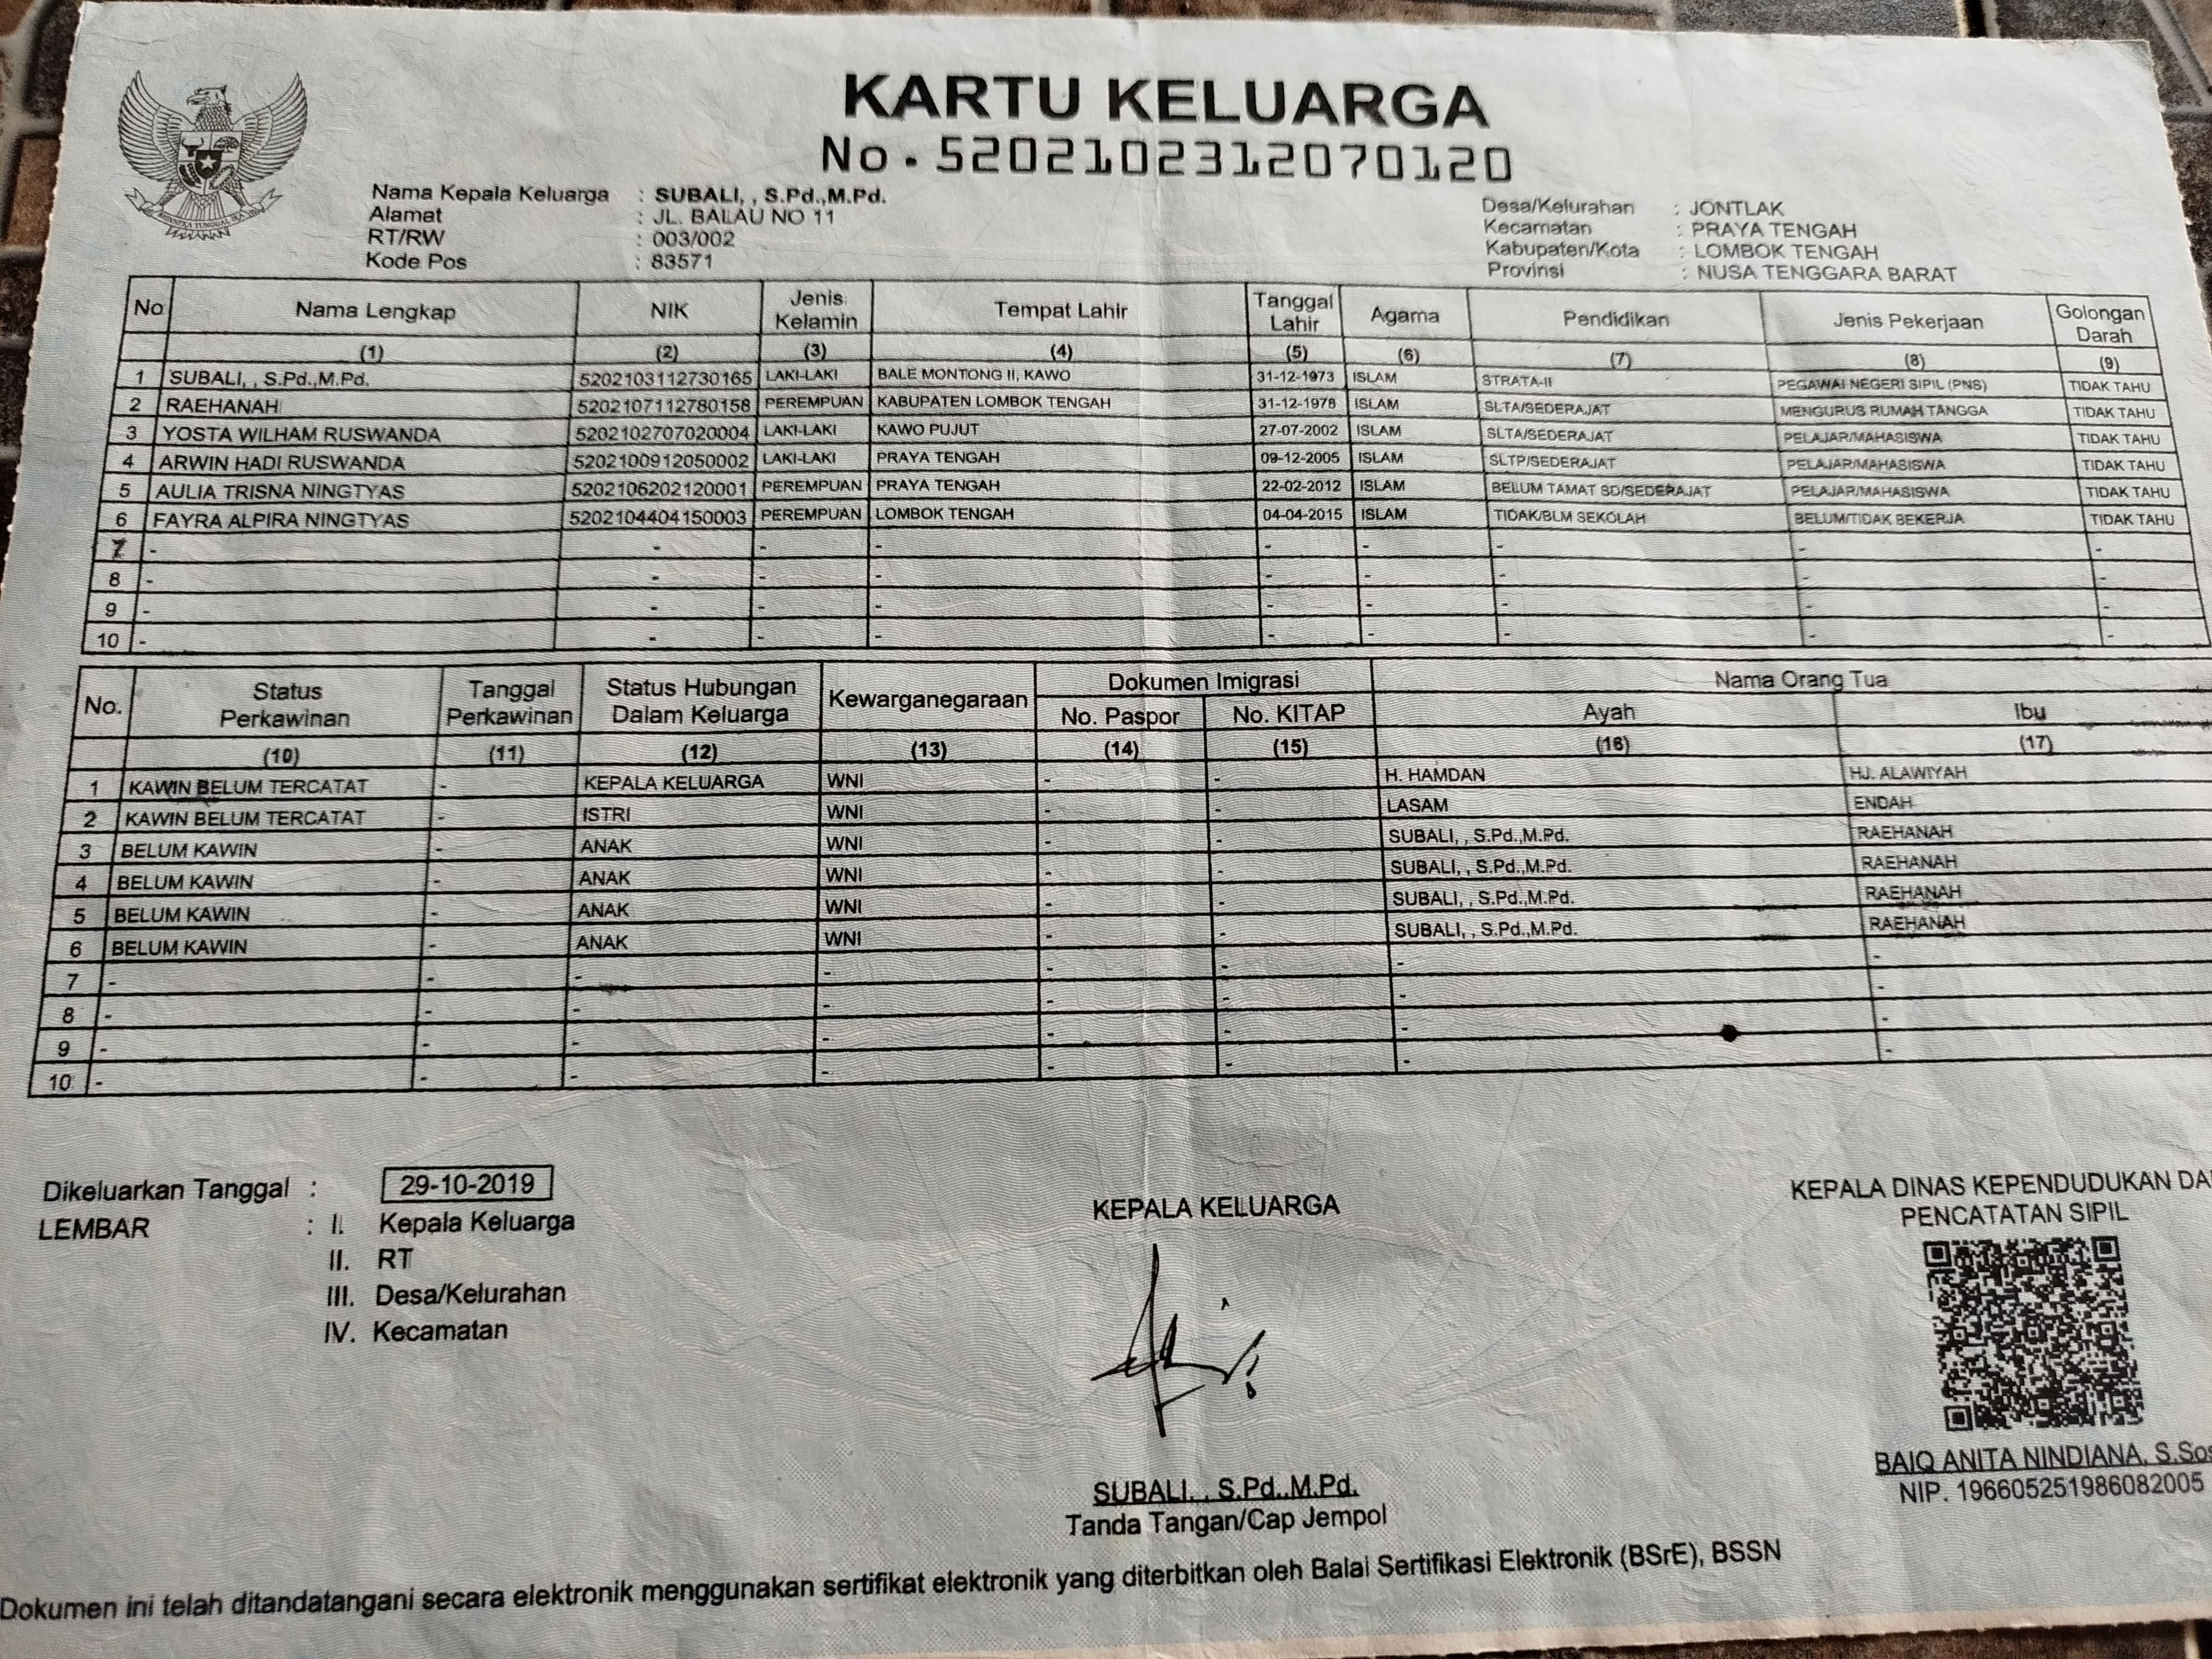 KARTU KELUARGA
No. 5202102312070120
Nama Kepala Keluarga : SUBALI, , S.Pd.,M.Pd.
Alamat : JL. BALAU NO 11
RT/RW : 003/002
Kode Pos : 83571
Desa/Kelurahan : JONTLAK
Kecamatan : PRAYA TENGAH
Kabupaten/Kota : LOMBOK TENGAH
Provinsi : NUSA TENGGARA BARAT
No Nama Lengkap NIK Jenis Kelamin Tempat Lahir Tanggal Lahir Agama Pendidikan Jenis Pekerjaan Golongan Darah
(1) (2) (3) (4) (5) (6) (7) (8) (9)
1 SUBALI, , S.Pd.,M.Pd. 5202103112730165 LAKI-LAKI BALE MONTONG II, KAWO 31-12-1973 ISLAM STRATA-II PEGAWAI NEGERI SIPIL (PNS) TIDAK TAHU
2 RAEHANAH 5202107112780158 PEREMPUAN KABUPATEN LOMBOK TENGAH 31-12-1978 ISLAM SLTA/SEDERAJAT MENGURUS RUMAH TANGGA TIDAK TAHU
3 YOSTA WILHAM RUSWANDA 5202102707020004 LAKI-LAKI KAWO PUJUT 27-07-2002 ISLAM SLTA/SEDERAJAT PELAJAR/MAHASISWA TIDAK TAHU
4 ARWIN HADI RUSWANDA 5202100912050002 LAKI-LAKI PRAYA TENGAH 09-12-2005 ISLAM SLTP/SEDERAJAT PELAJAR/MAHASISWA TIDAK TAHU
5 AULIA TRISNA NINGTYAS 5202106202120001 PEREMPUAN PRAYA TENGAH 22-02-2012 ISLAM BELUM TAMAT SD/SEDERAJAT PELAJAR/MAHASISWA TIDAK TAHU
6 FAYRA ALPIRA NINGTYAS 5202104404150003 PEREMPUAN LOMBOK TENGAH 04-04-2015 ISLAM TIDAK/BLM SEKOLAH BELUM/TIDAK BEKERJA TIDAK TAHU
7 - - - - - - - - -
8 - - - - - - - - -
9 - - - - - - - - -
10 - - - - - - - - -
No. Status Perkawinan Tanggal Perkawinan Status Hubungan Dalam Keluarga Kewarganegaraan Dokumen Imigrasi Nama Orang Tua
No. Paspor No. KITAP Ayah Ibu
(10) (11) (12) (13) (14) (15) (16) (17)
1 KAWIN BELUM TERCATAT - KEPALA KELUARGA WNI - - H. HAMDAN HJ. ALAWIYAH
2 KAWIN BELUM TERCATAT - ISTRI WNI - - LASAM ENDAH
3 BELUM KAWIN - ANAK WNI - - SUBALI, , S.Pd.,M.Pd. RAEHANAH
4 BELUM KAWIN - ANAK WNI - - SUBALI, , S.Pd.,M.Pd. RAEHANAH
5 BELUM KAWIN - ANAK WNI - - SUBALI, , S.Pd.,M.Pd. RAEHANAH
6 BELUM KAWIN - ANAK WNI - - SUBALI, , S.Pd.,M.Pd. RAEHANAH
7 - - - - - - - -
8 - - - - - - - -
9 - - - - - - - -
10 - - - - - - - -
Dikeluarkan Tanggal : 29-10-2019
LEMBAR : I. Kepala Keluarga
II. RT
III. Desa/Kelurahan
IV. Kecamatan
KEPALA KELUARGA
SUBALI, , S.Pd.,M.Pd.
Tanda Tangan/Cap Jempol
KEPALA DINAS KEPENDUDUKAN DA
PENCATATAN SIPIL
BAIQ ANITA NINDIANA, S.Sos
NIP. 196605251986082005
Dokumen ini telah ditandatangani secara elektronik menggunakan sertifikat elektronik yang diterbitkan oleh Balai Sertifikasi Elektronik (BSrE), BSSN